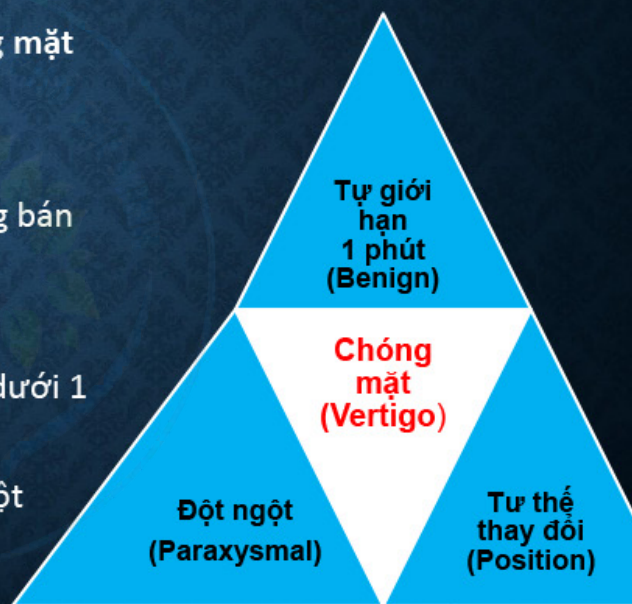 mặt
bán
dưới 1
Tự giới
hạn
1 phút
(Benign)
Chóng
mặt
(Vertigo)
Đột ngột
(Paraxysmal)
Tư thế
thay đổi
(Position)